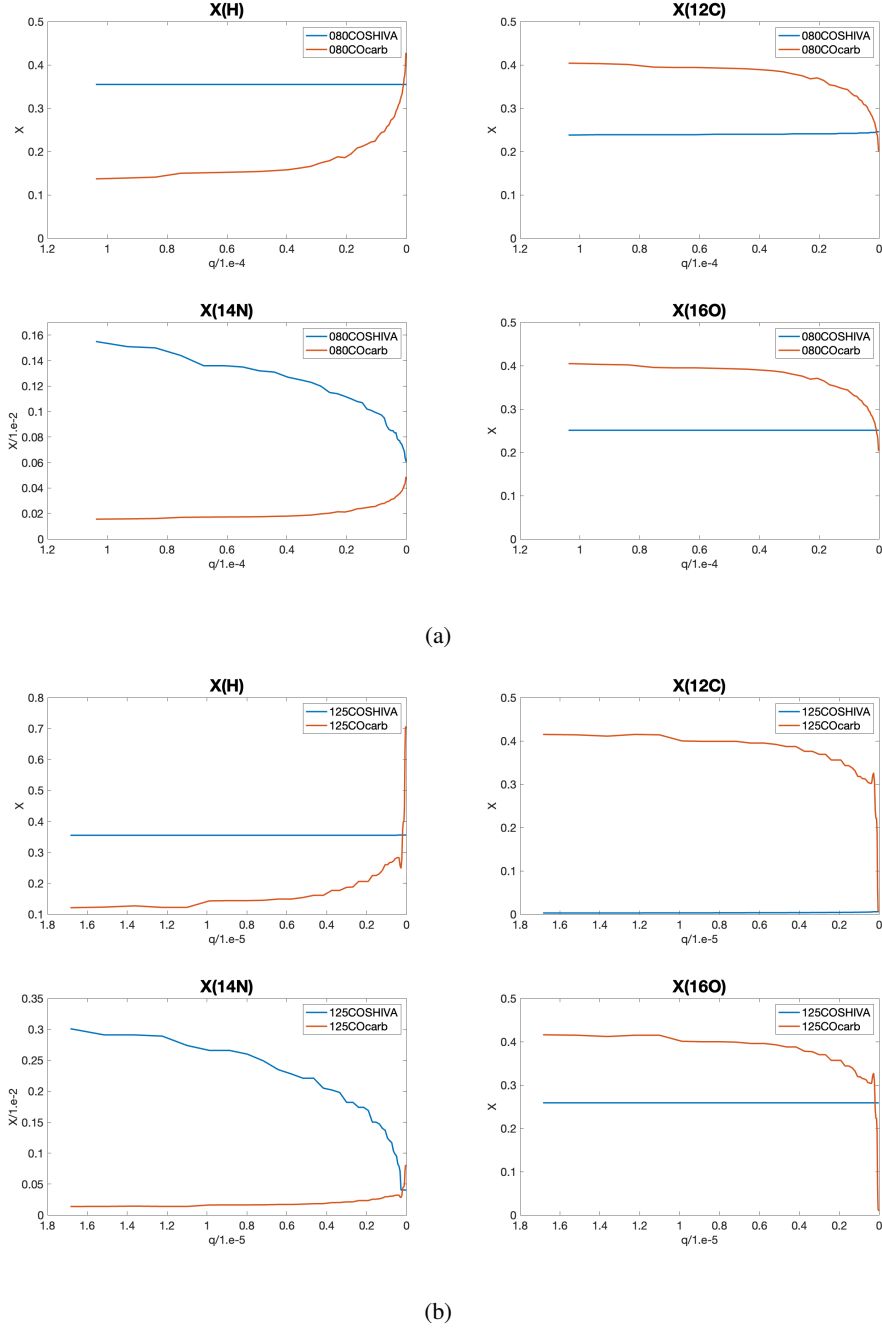 X(H)
0.5
0.4
0.3
0.2
0.1
0
X
1.2
1
0.8
0.6
0.4
0.2
0
q/1.e-4
080COSHIVA
080COcarb
X(12C)
0.5
0.4
0.3
0.2
0.1
0
X
1.2
1
0.8
0.6
0.4
0.2
0
q/1.e-4
080COSHIVA
080COcarb
X(14N)
0.16
0.14
0.12
0.1
0.08
0.06
0.04
0.02
0
X/1.e-2
1.2
1
0.8
0.6
0.4
0.2
0
q/1.e-4
080COSHIVA
080COcarb
X(16O)
0.5
0.4
0.3
0.2
0.1
0
X
1.2
1
0.8
0.6
0.4
0.2
0
q/1.e-4
080COSHIVA
080COcarb
(a)
X(H)
0.8
0.7
0.6
0.5
0.4
0.3
0.2
0.1
X
1.8
1.6
1.4
1.2
1
0.8
0.6
0.4
0.2
0
q/1.e-5
125COSHIVA
125COcarb
X(12C)
0.5
0.4
0.3
0.2
0.1
0
X
1.8
1.6
1.4
1.2
1
0.8
0.6
0.4
0.2
0
q/1.e-5
125COSHIVA
125COcarb
X(14N)
0.35
0.3
0.25
0.2
0.15
0.1
0.05
0
X/1.e-2
1.8
1.6
1.4
1.2
1
0.8
0.6
0.4
0.2
0
q/1.e-5
125COSHIVA
125COcarb
X(16O)
0.5
0.4
0.3
0.2
0.1
0
X
1.8
1.6
1.4
1.2
1
0.8
0.6
0.4
0.2
0
q/1.e-5
125COSHIVA
125COcarb
(b)